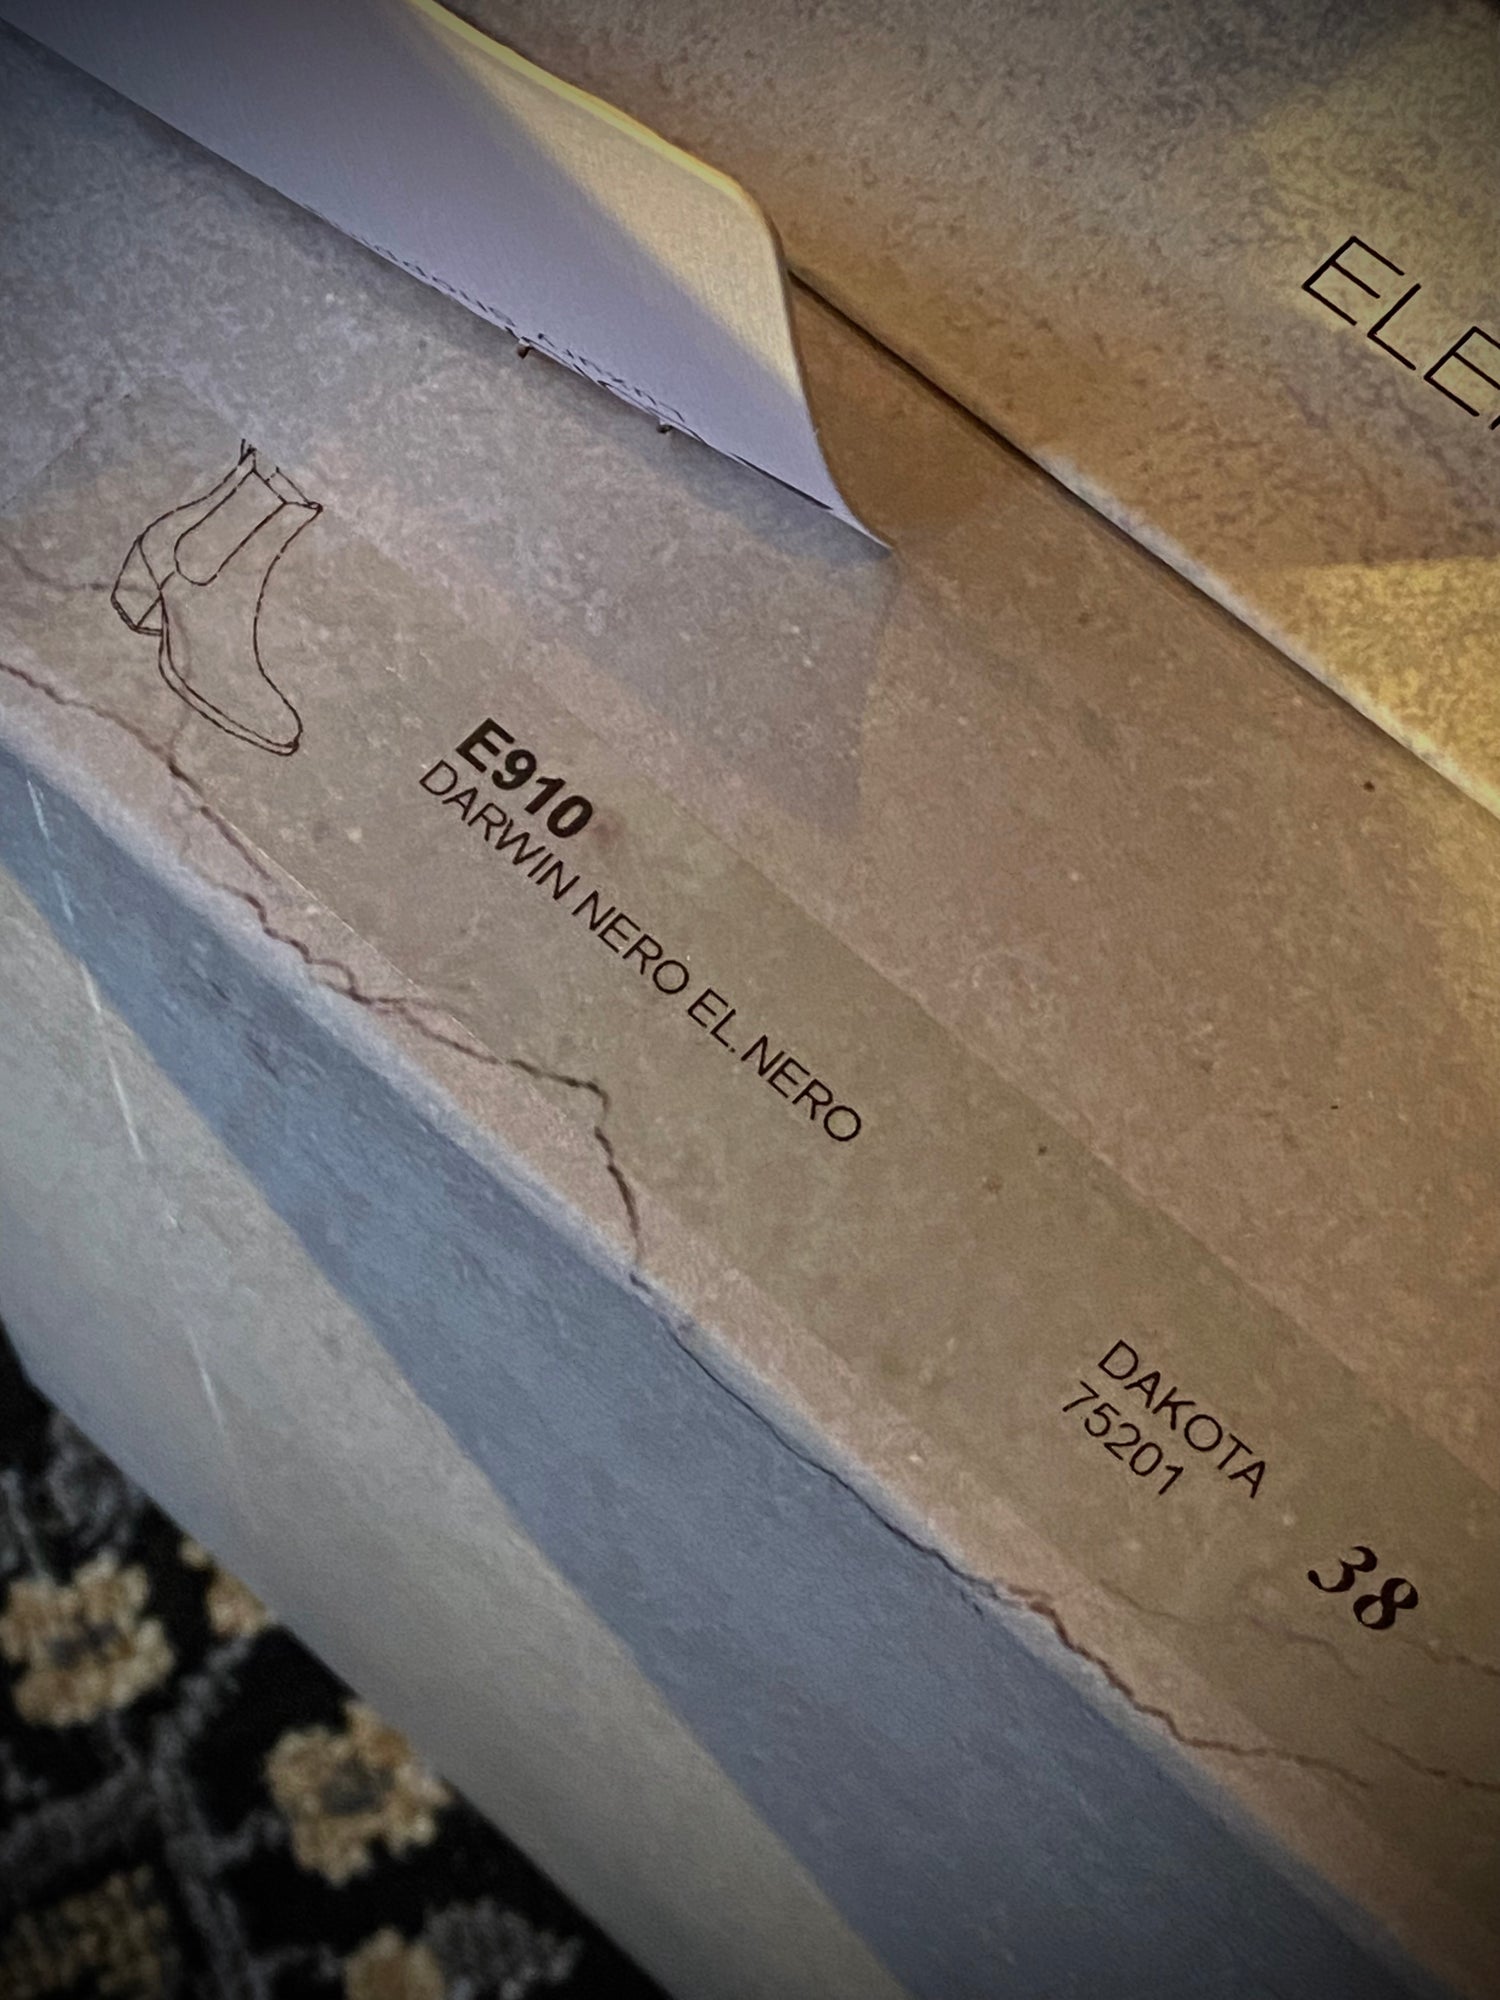 ELE
E910
DARWIN NERO EL. NERO
DAKOTA
75201
38